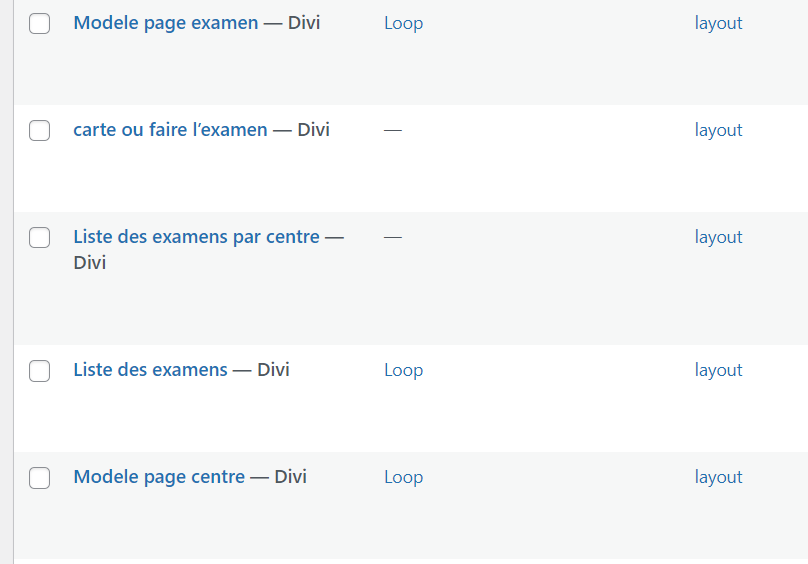 Modele page examen — Divi Loop layout
carte ou faire l’examen — Divi — layout
Liste des examens par centre — — layout
Divi
Liste des examens — Divi Loop layout
Modele page centre — Divi Loop layout